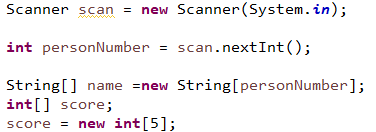 Scanner scan = new Scanner(System.in);
int personNumber = scan.nextInt();
String[] name =new String[personNumber];
int[] score;
score = new int[5];